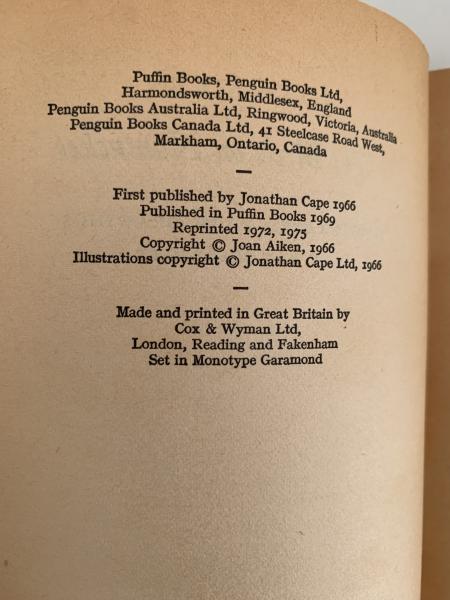 Puffin Books, Penguin Books Ltd,
Harmondsworth, Middlesex, England
Penguin Books Australia Ltd, Ringwood, Victoria, Australia
Penguin Books Canada Ltd, 41 Steelcase Road West,
Markham, Ontario, Canada
—
First published by Jonathan Cape 1966
Published in Puffin Books 1969
Reprinted 1972, 1975
Copyright © Joan Aiken, 1966
Illustrations copyright © Jonathan Cape Ltd, 1966
—
Made and printed in Great Britain by
Cox & Wyman Ltd,
London, Reading and Fakenham
Set in Monotype Garamond